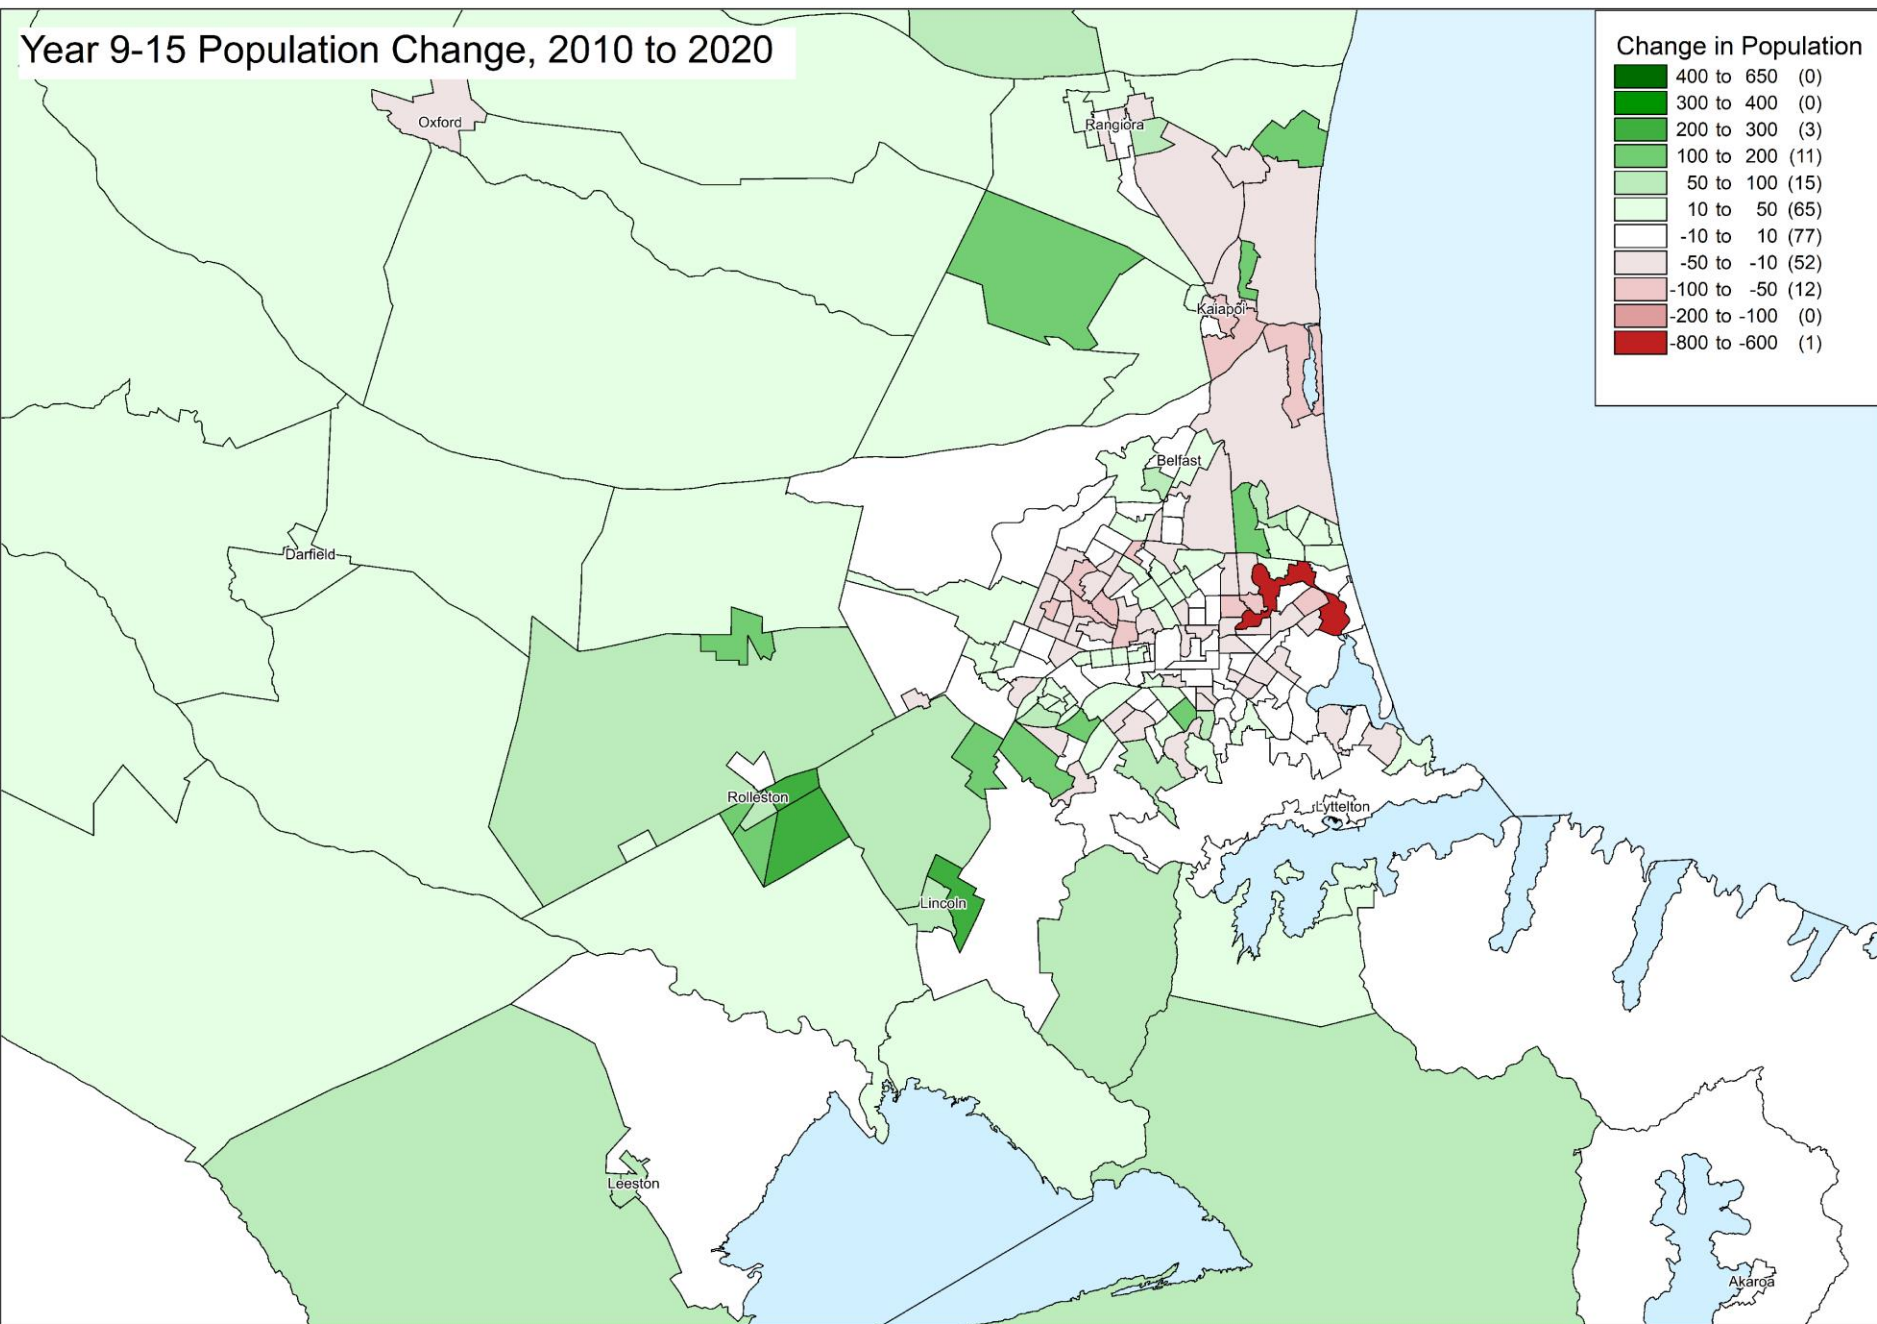 Year 9-15 Population Change, 2010 to 2020
Change in Population
400 to 650 (0)
300 to 400 (0)
200 to 300 (3)
100 to 200 (11)
50 to 100 (15)
10 to 50 (65)
-10 to 10 (77)
-50 to -10 (52)
-100 to -50 (12)
-200 to -100 (0)
-800 to -600 (1)
Oxford
Rangiora
Kaiapoi
Belfast
Darfield
Rolleston
Lyttelton
Lincoln
Leeston
Akaroa